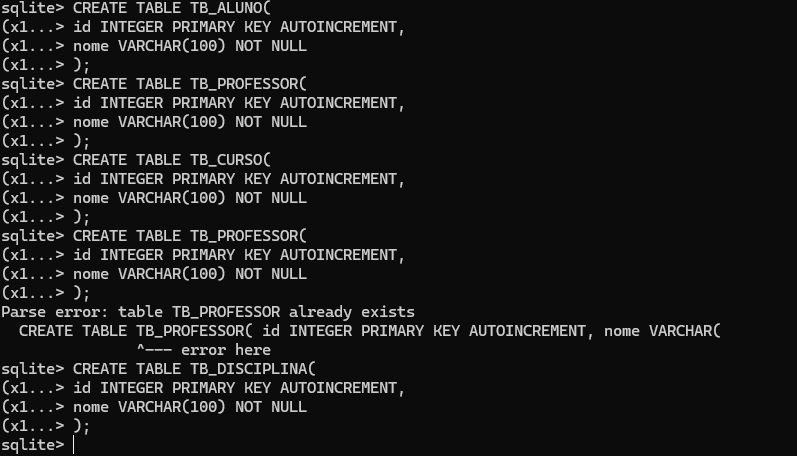 sqlite> CREATE TABLE TB_ALUNO(
(x1...> id INTEGER PRIMARY KEY AUTOINCREMENT,
(x1...> nome VARCHAR(100) NOT NULL
(x1...> );
sqlite> CREATE TABLE TB_PROFESSOR(
(x1...> id INTEGER PRIMARY KEY AUTOINCREMENT,
(x1...> nome VARCHAR(100) NOT NULL
(x1...> );
sqlite> CREATE TABLE TB_CURSO(
(x1...> id INTEGER PRIMARY KEY AUTOINCREMENT,
(x1...> nome VARCHAR(100) NOT NULL
(x1...> );
sqlite> CREATE TABLE TB_PROFESSOR(
(x1...> id INTEGER PRIMARY KEY AUTOINCREMENT,
(x1...> nome VARCHAR(100) NOT NULL
(x1...> );
Parse error: table TB_PROFESSOR already exists
  CREATE TABLE TB_PROFESSOR( id INTEGER PRIMARY KEY AUTOINCREMENT, nome VARCHAR(
               ^--- error here
sqlite> CREATE TABLE TB_DISCIPLINA(
(x1...> id INTEGER PRIMARY KEY AUTOINCREMENT,
(x1...> nome VARCHAR(100) NOT NULL
(x1...> );
sqlite>